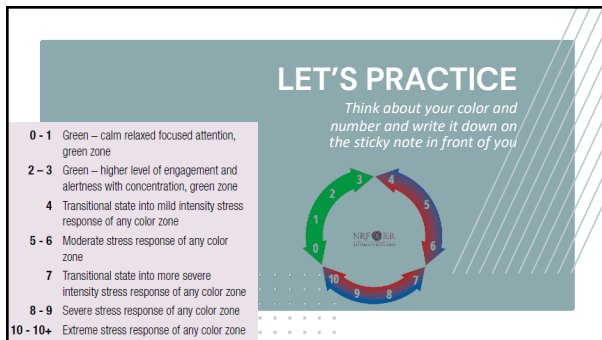 LET'S PRACTICE
Think about your color and
number and write it down on
the sticky note in front of you
0 - 1 Green – calm relaxed focused attention,
green zone
2 – 3 Green – higher level of engagement and
alertness with concentration, green zone
4 Transitional state into mild intensity stress
response of any color zone
5 - 6 Moderate stress response of any color
zone
7 Transitional state into more severe
intensity stress response of any color zone
8 - 9 Severe stress response of any color zone
10 - 10+ Extreme stress response of any color zone
0
1
2
3
4
5
6
7
8
9
10